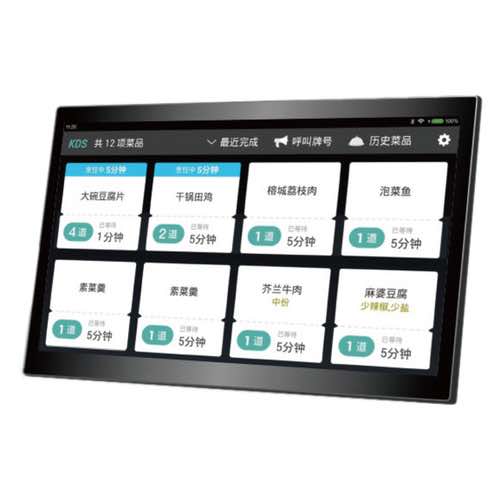 11:20
100%
KDS 共 12 项菜品 最近完成 呼叫牌号 历史菜品
烹饪中 5分钟
大碗豆腐片
4 道 已等待 1分钟
烹饪中 5分钟
干锅田鸡
2 道 已等待 5分钟
榕城荔枝肉
1 道 已等待 5分钟
泡菜鱼
1 道 已等待 5分钟
素菜羹
1 道 已等待 5分钟
素菜羹
1 道 已等待 5分钟
芥兰牛肉
中份
1 道 已等待 5分钟
麻婆豆腐
少辣椒,少盐
1 道 已等待 5分钟